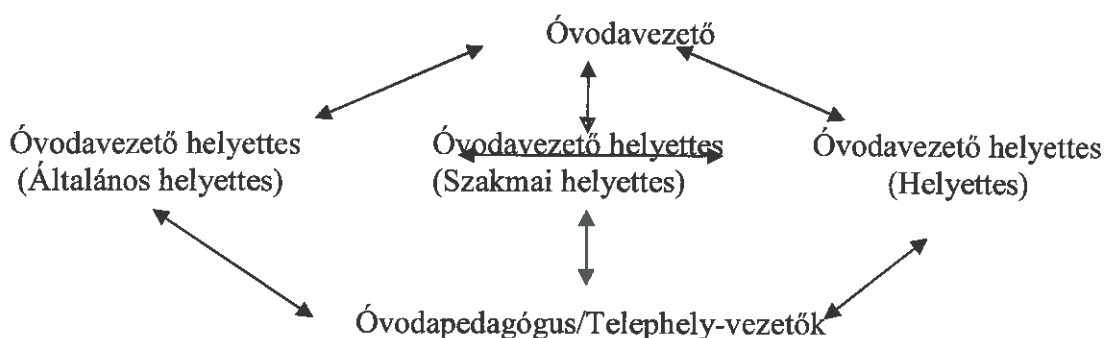 Óvodavezető
Óvodavezető helyettes
(Általános helyettes)
Óvodavezető helyettes
(Szakmai helyettes)
Óvodavezető helyettes
(Helyettes)
Óvodapedagógus/Telephely-vezetők